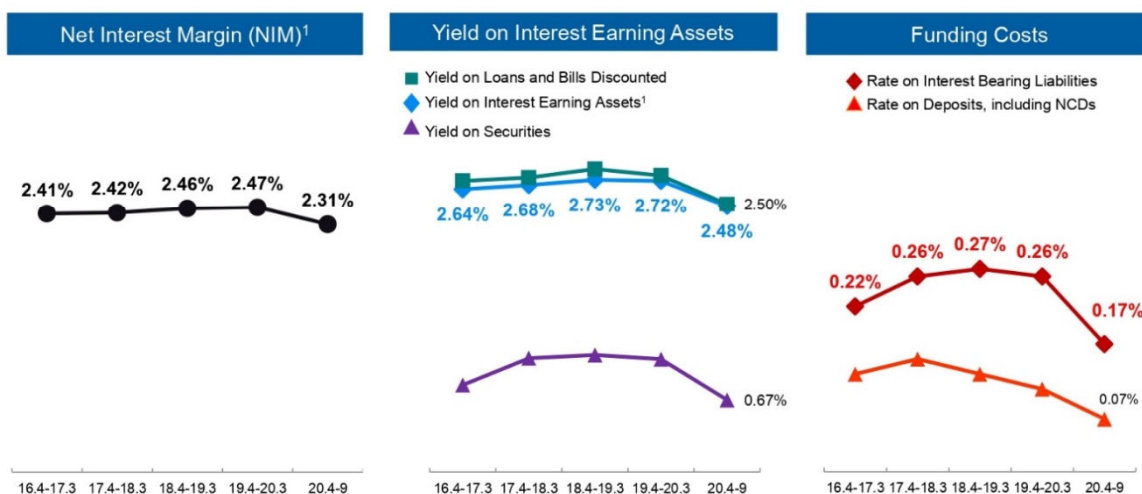 Net Interest Margin (NIM)1
2.41%
2.42%
2.46%
2.47%
2.31%
16.4-17.3 17.4-18.3 18.4-19.3 19.4-20.3 20.4-9
Yield on Interest Earning Assets
Yield on Loans and Bills Discounted
Yield on Interest Earning Assets1
Yield on Securities
2.64%
2.68%
2.73%
2.72%
2.48%
2.50%
0.67%
16.4-17.3 17.4-18.3 18.4-19.3 19.4-20.3 20.4-9
Funding Costs
Rate on Interest Bearing Liabilities
Rate on Deposits, including NCDs
0.22%
0.26%
0.27%
0.26%
0.17%
0.07%
16.4-17.3 17.4-18.3 18.4-19.3 19.4-20.3 20.4-9